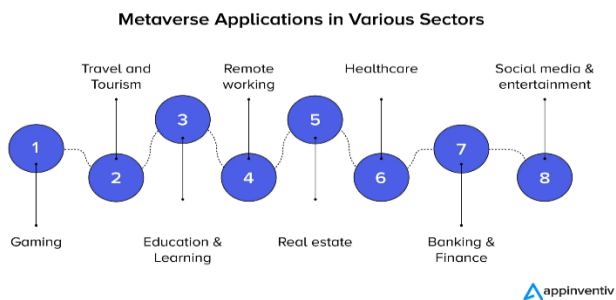 Metaverse Applications in Various Sectors
Travel and
Tourism
Remote
working
Healthcare
Social media &
entertainment
1
2
3
4
5
6
7
8
Gaming
Education &
Learning
Real estate
Banking &
Finance
appinventiv